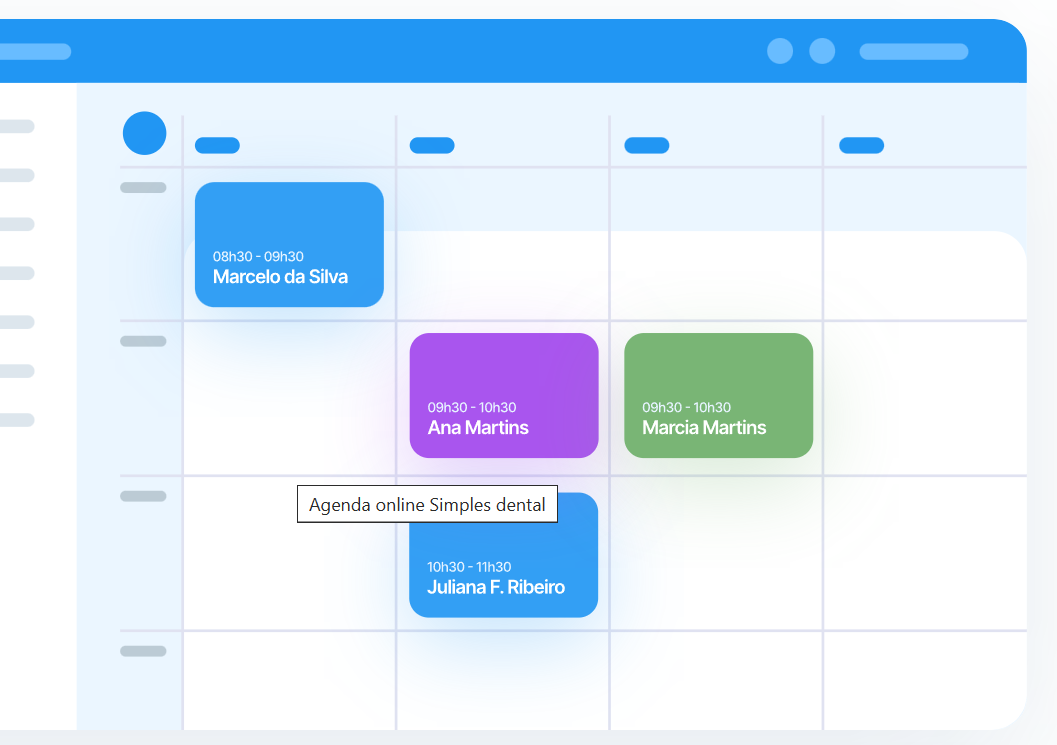 08h30 - 09h30
Marcelo da Silva
09h30 - 10h30
Ana Martins
09h30 - 10h30
Marcia Martins
Agenda online Simples dental
10h30 - 11h30
Juliana F. Ribeiro